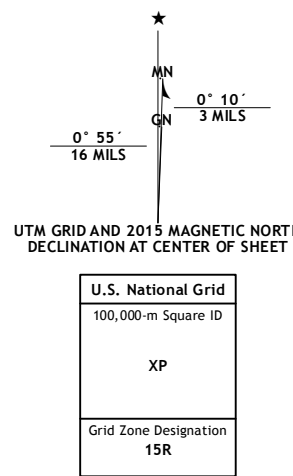 ★
MN
GN
0° 10´
3 MILS
0° 55´
16 MILS
UTM GRID AND 2015 MAGNETIC NORTH
DECLINATION AT CENTER OF SHEET
U.S. National Grid
100,000-m Square ID
XP
Grid Zone Designation
15R